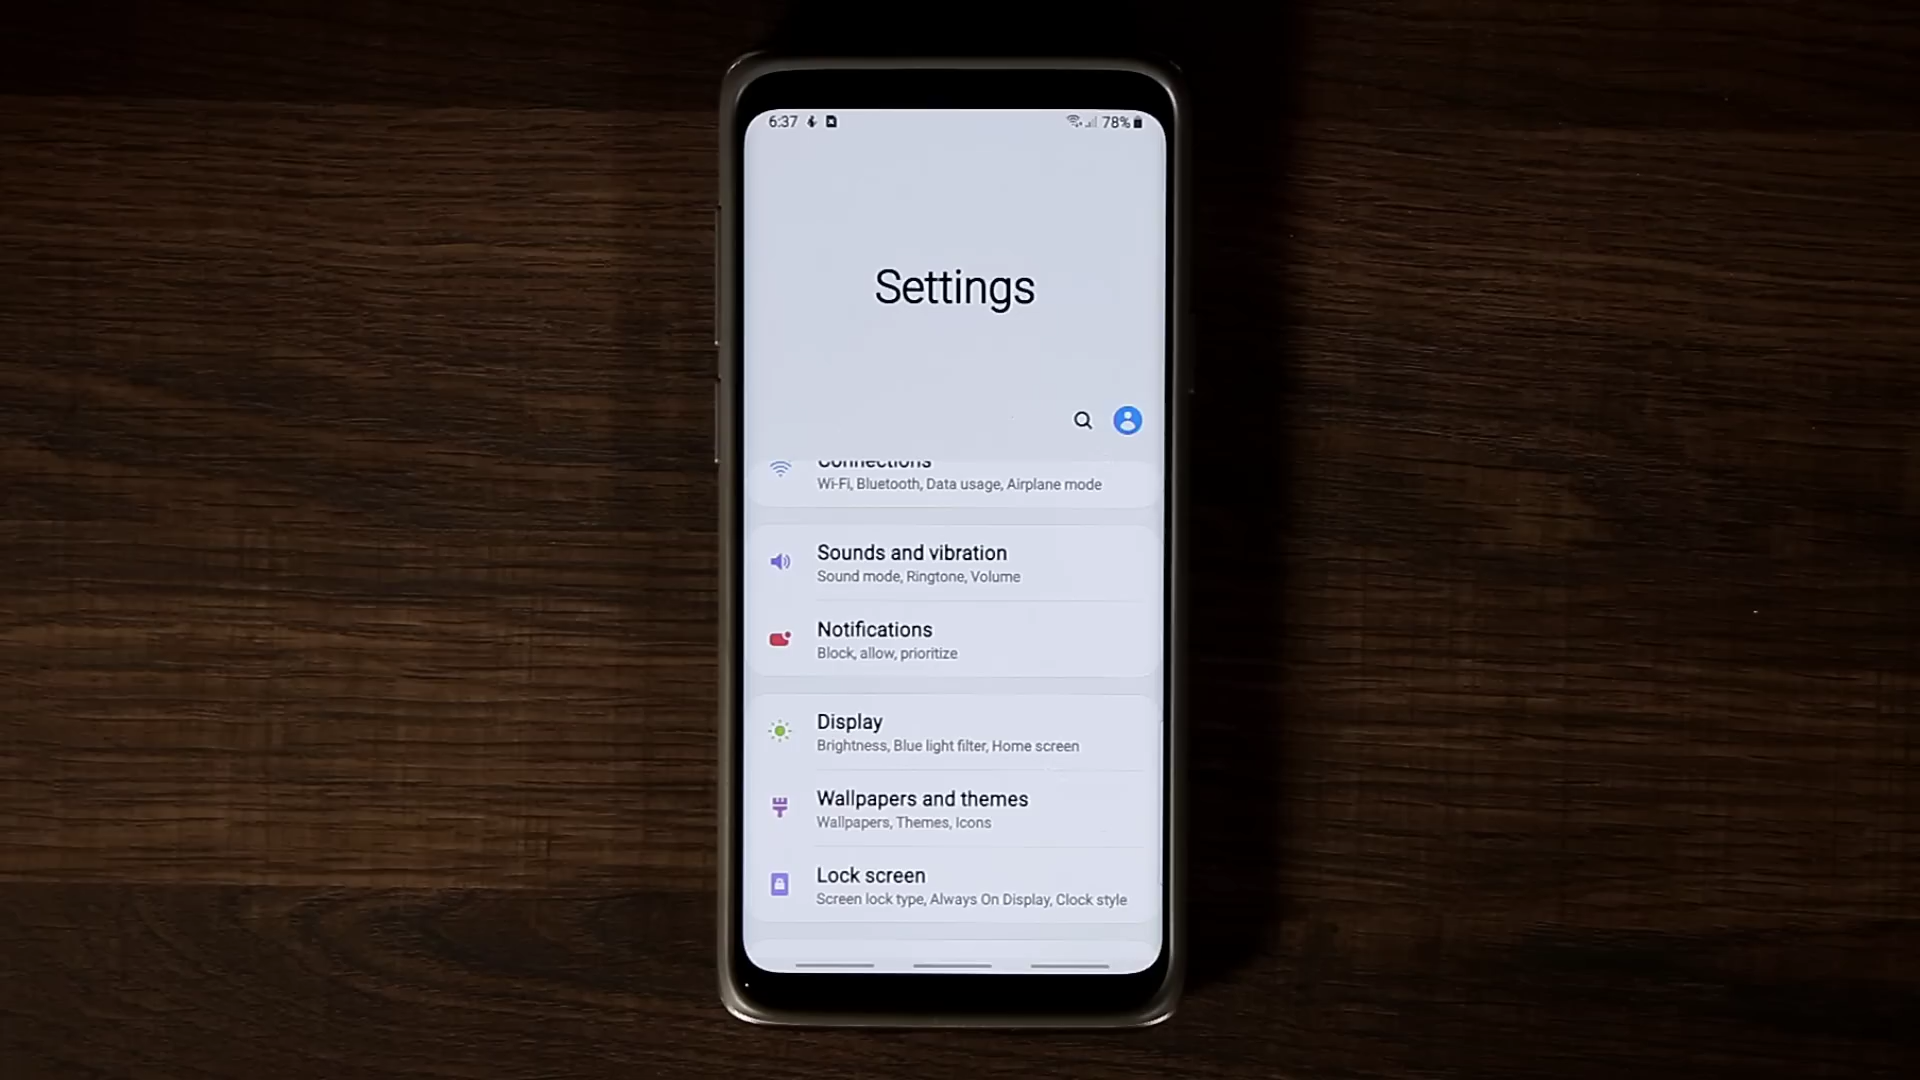 6:37 78%
Settings
Connections
Wi-Fi, Bluetooth, Data usage, Airplane mode
Sounds and vibration
Sound mode, Ringtone, Volume
Notifications
Block, allow, prioritize
Display
Brightness, Blue light filter, Home screen
Wallpapers and themes
Wallpapers, Themes, Icons
Lock screen
Screen lock type, Always On Display, Clock style